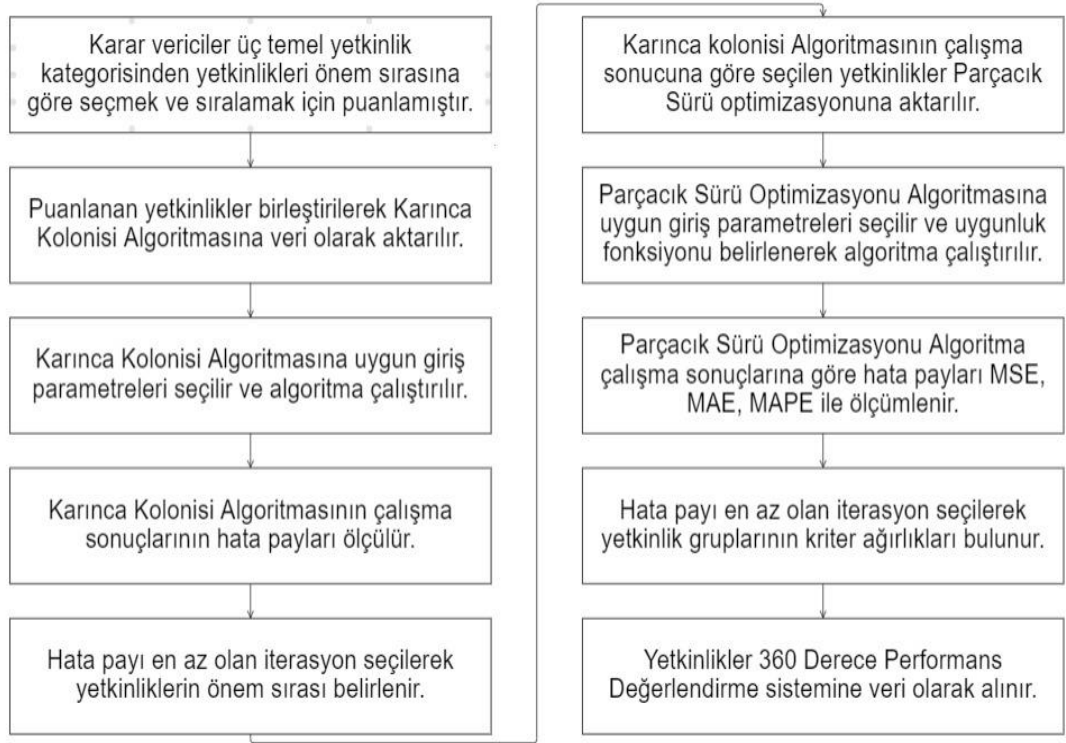 Karar vericiler üç temel yetkinlik
kategorisinden yetkinlikleri önem sırasına
göre seçmek ve sıralamak için puanlamıştır.
Puanlanan yetkinlikler birleştirilerek Karınca
Kolonisi Algoritmasına veri olarak aktarılır.
Karınca Kolonisi Algoritmasına uygun giriş
parametreleri seçilir ve algoritma çalıştırılır.
Karınca Kolonisi Algoritmasının çalışma
sonuçlarının hata payları ölçülür.
Hata payı en az olan iterasyon seçilerek
yetkinliklerin önem sırası belirlenir.
Karınca kolonisi Algoritmasının çalışma
sonucuna göre seçilen yetkinlikler Parçacık
Sürü optimizasyonuna aktarılır.
Parçacık Sürü Optimizasyonu Algoritmasına
uygun giriş parametreleri seçilir ve uygunluk
fonksiyonu belirlenerek algoritma çalıştırılır.
Parçacık Sürü Optimizasyonu Algoritma
çalışma sonuçlarına göre hata payları MSE,
MAE, MAPE ile ölçümlenir.
Hata payı en az olan iterasyon seçilerek
yetkinlik gruplarının kriter ağırlıkları bulunur.
Yetkinlikler 360 Derece Performans
Değerlendirme sistemine veri olarak alınır.